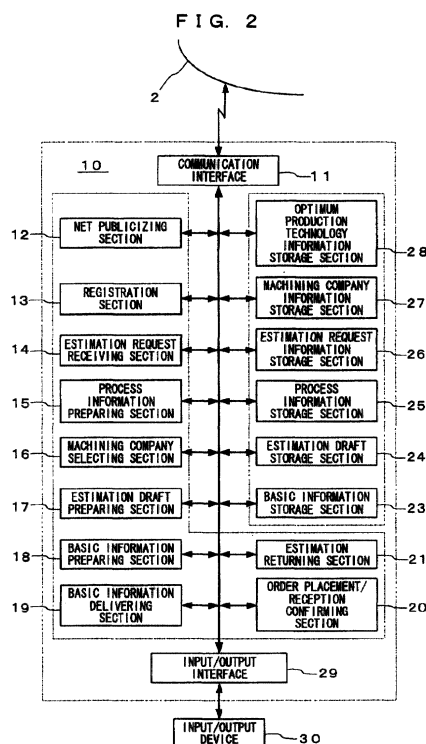 FIG. 2
2
10
COMMUNICATION
INTERFACE
11
12
NET PUBLICIZING
SECTION
OPTIMUM
PRODUCTION
TECHNOLOGY
INFORMATION
STORAGE SECTION
28
13
REGISTRATION
SECTION
MACHINING COMPANY
INFORMATION
STORAGE SECTION
27
14
ESTIMATION REQUEST
RECEIVING SECTION
ESTIMATION REQUEST
INFORMATION
STORAGE SECTION
26
15
PROCESS
INFORMATION
PREPARING SECTION
PROCESS
INFORMATION
STORAGE SECTION
25
16
MACHINING COMPANY
SELECTING SECTION
ESTIMATION DRAFT
STORAGE SECTION
24
17
ESTIMATION DRAFT
PREPARING SECTION
BASIC INFORMATION
STORAGE SECTION
23
18
BASIC INFORMATION
PREPARING SECTION
ESTIMATION
RETURNING SECTION
21
19
BASIC INFORMATION
DELIVERING
SECTION
ORDER PLACEMENT/
RECEPTION
CONFIRMING
SECTION
20
INPUT/OUTPUT
INTERFACE
29
INPUT/OUTPUT
DEVICE
30